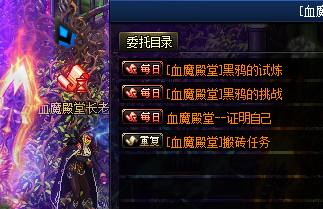 [血魔
委托目录
每日 [血魔殿堂]黑鸦的试炼
每日 [血魔殿堂]黑鸦的挑战
每日 血魔殿堂--证明自己
重复 [血魔殿堂]搬砖任务
血魔殿堂长老